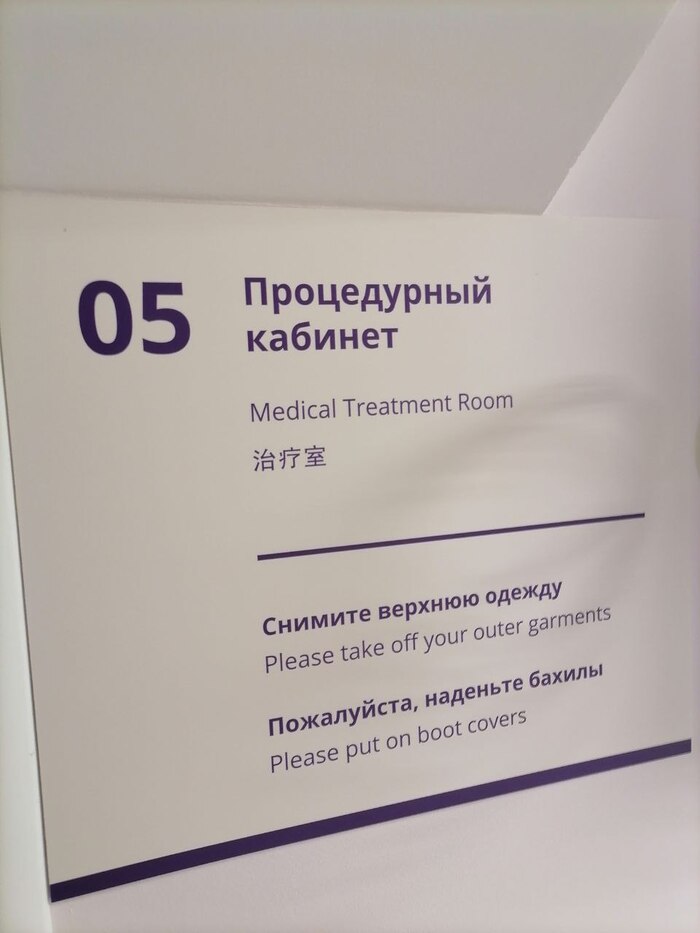 05
Процедурный
кабинет
Medical Treatment Room
治疗室
Снимите верхнюю одежду
Please take off your outer garments
Пожалуйста, наденьте бахилы
Please put on boot covers